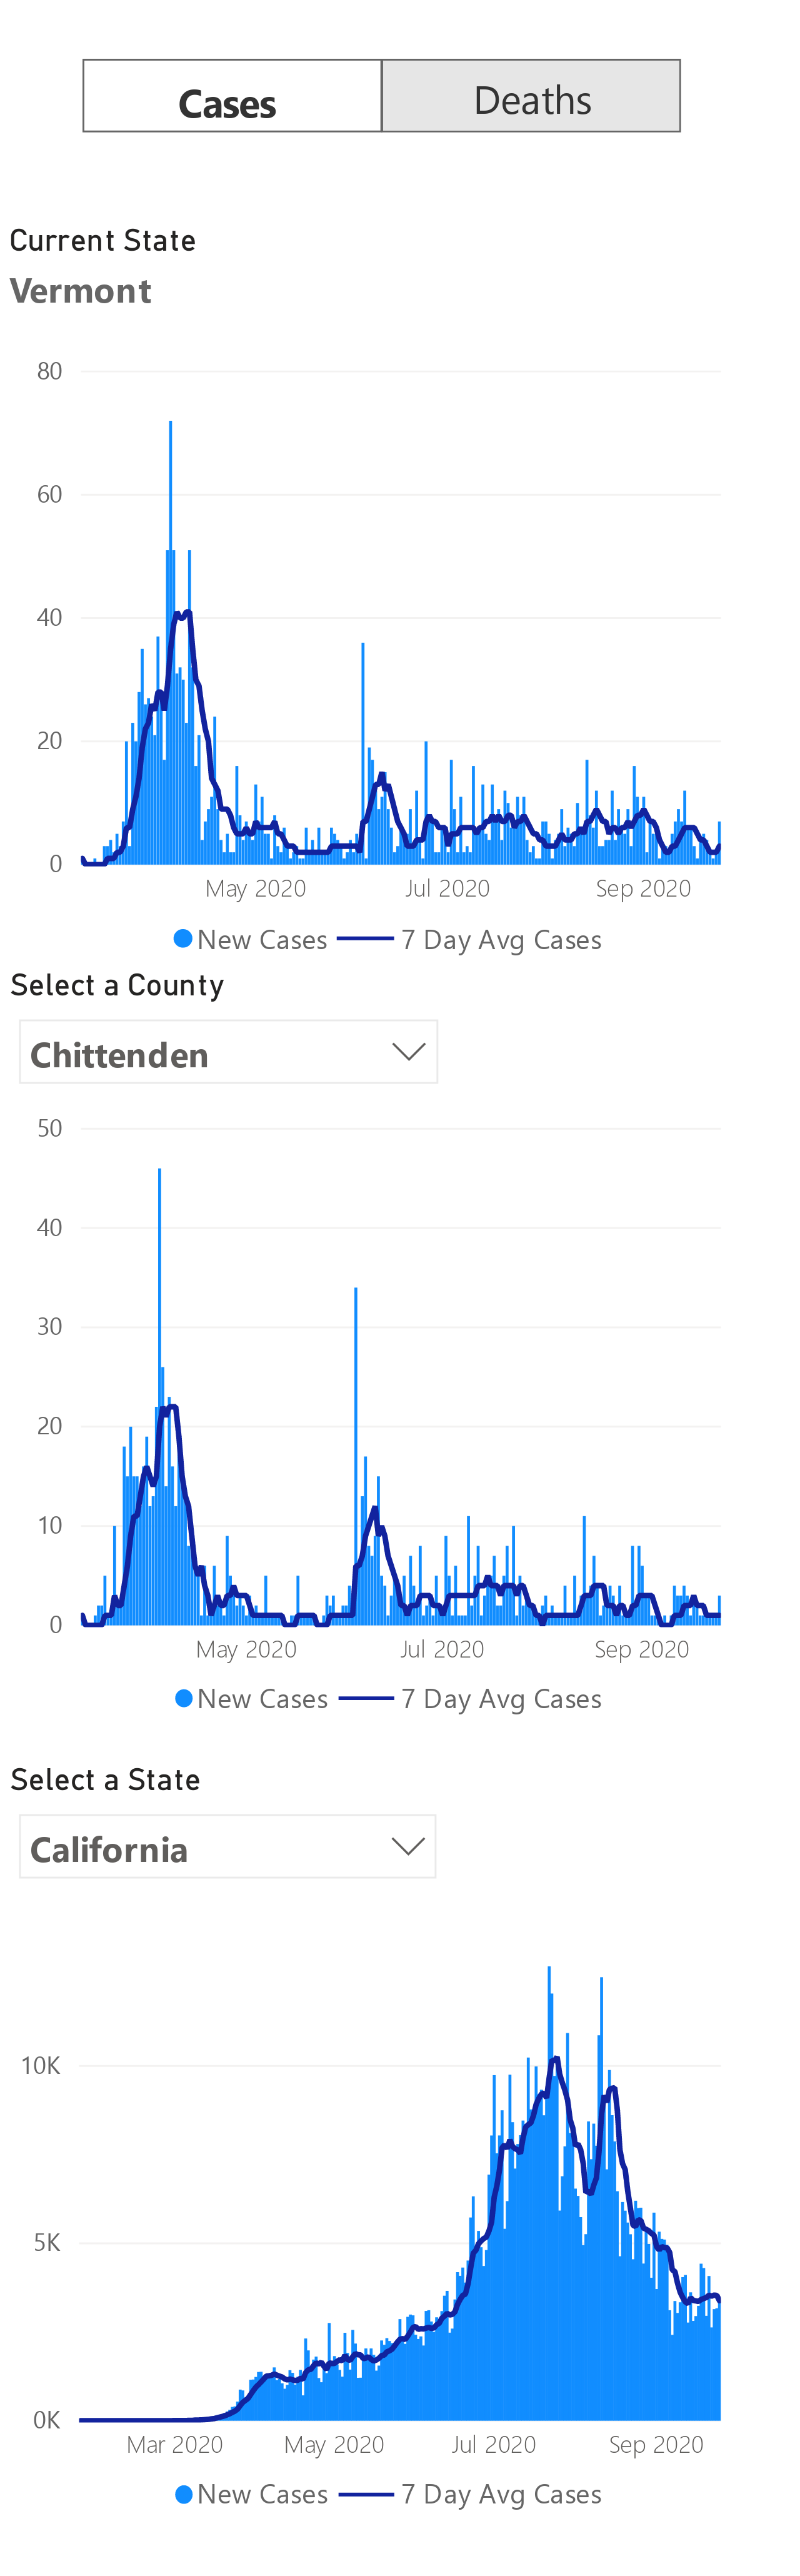 Cases Deaths
Current State
Vermont
80
60
40
20
0
May 2020 Jul 2020 Sep 2020
New Cases 7 Day Avg Cases
Select a County
Chittenden
50
40
30
20
10
0
May 2020 Jul 2020 Sep 2020
New Cases 7 Day Avg Cases
Select a State
California
10K
5K
0K
Mar 2020 May 2020 Jul 2020 Sep 2020
New Cases 7 Day Avg Cases